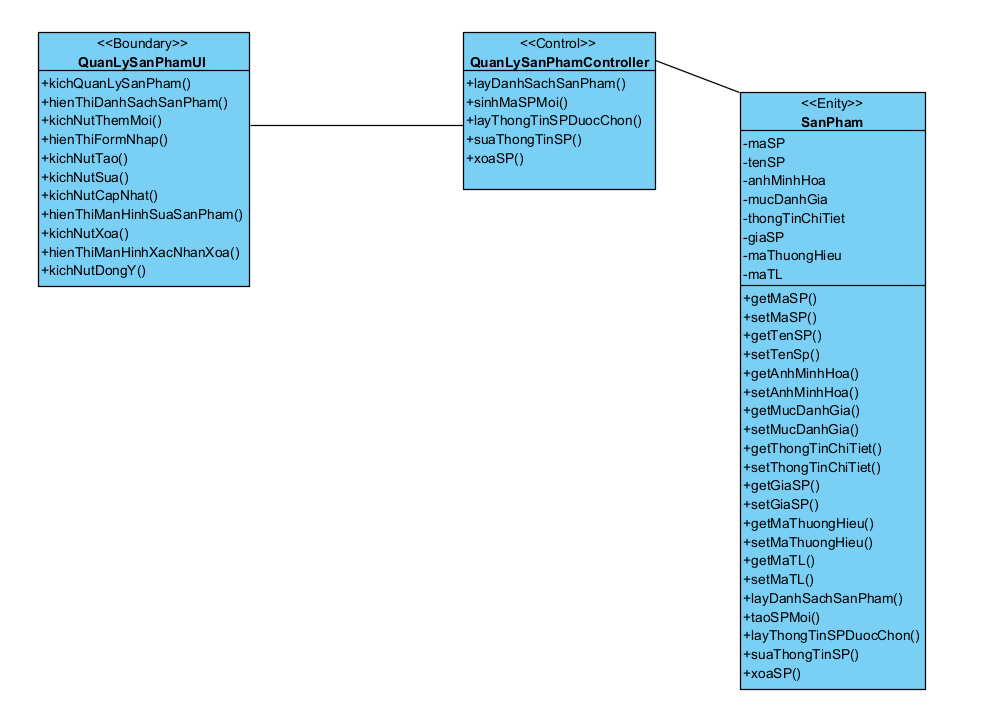 <<Boundary>>
QuanLySanPhamUI
+kichQuanLySanPham()
+hienThiDanhSachSanPham()
+kichNutThemMoi()
+hienThiFormNhap()
+kichNutTao()
+kichNutSua()
+kichNutCapNhat()
+hienThiManHinhSuaSanPham()
+kichNutXoa()
+hienThiManHinhXacNhanXoa()
+kichNutDongY()
<<Control>>
QuanLySanPhamController
+layDanhSachSanPham()
+sinhMaSPMoi()
+layThongTinSPDuocChon()
+suaThongTinSP()
+xoaSP()
<<Enity>>
SanPham
-maSP
-tenSP
-anhMinhHoa
-mucDanhGia
-thongTinChiTiet
-giaSP
-maThuongHieu
-maTL
+getMaSP()
+setMaSP()
+getTenSP()
+setTenSp()
+getAnhMinhHoa()
+setAnhMinhHoa()
+getMucDanhGia()
+setMucDanhGia()
+getThongTinChiTiet()
+setThongTinChiTiet()
+getGiaSP()
+setGiaSP()
+getMaThuongHieu()
+setMaThuongHieu()
+getMaTL()
+setMaTL()
+layDanhSachSanPham()
+taoSPMoi()
+layThongTinSPDuocChon()
+suaThongTinSP()
+xoaSP()